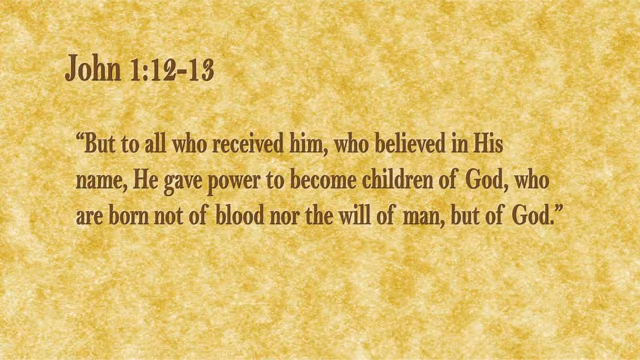 John 1:12-13
“But to all who received him, who believed in His
name, He gave power to become children of God, who
are born not of blood nor the will of man, but of God.”